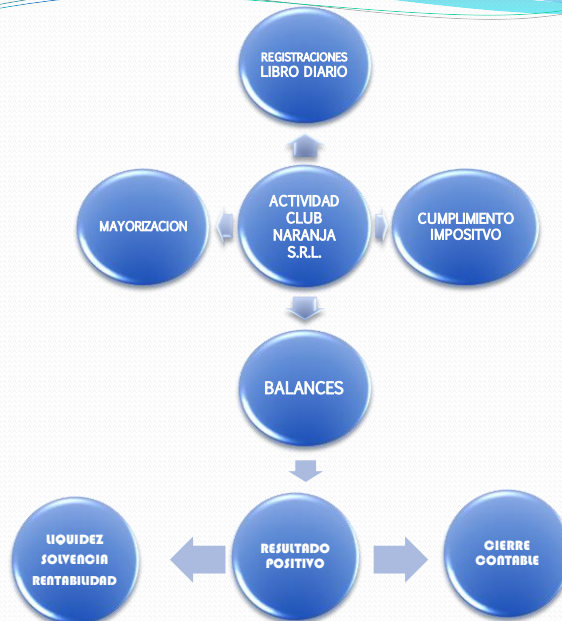 REGISTRACIONES
LIBRO DIARIO
MAYORIZACION
ACTIVIDAD
CLUB
NARANJA
S.R.L.
CUMPLIMIENTO
IMPOSITVO
BALANCES
LIQUIDEZ
SOLVENCIA
RENTABILIDAD
RESULTADO
POSITIVO
CIERRE
CONTABLE